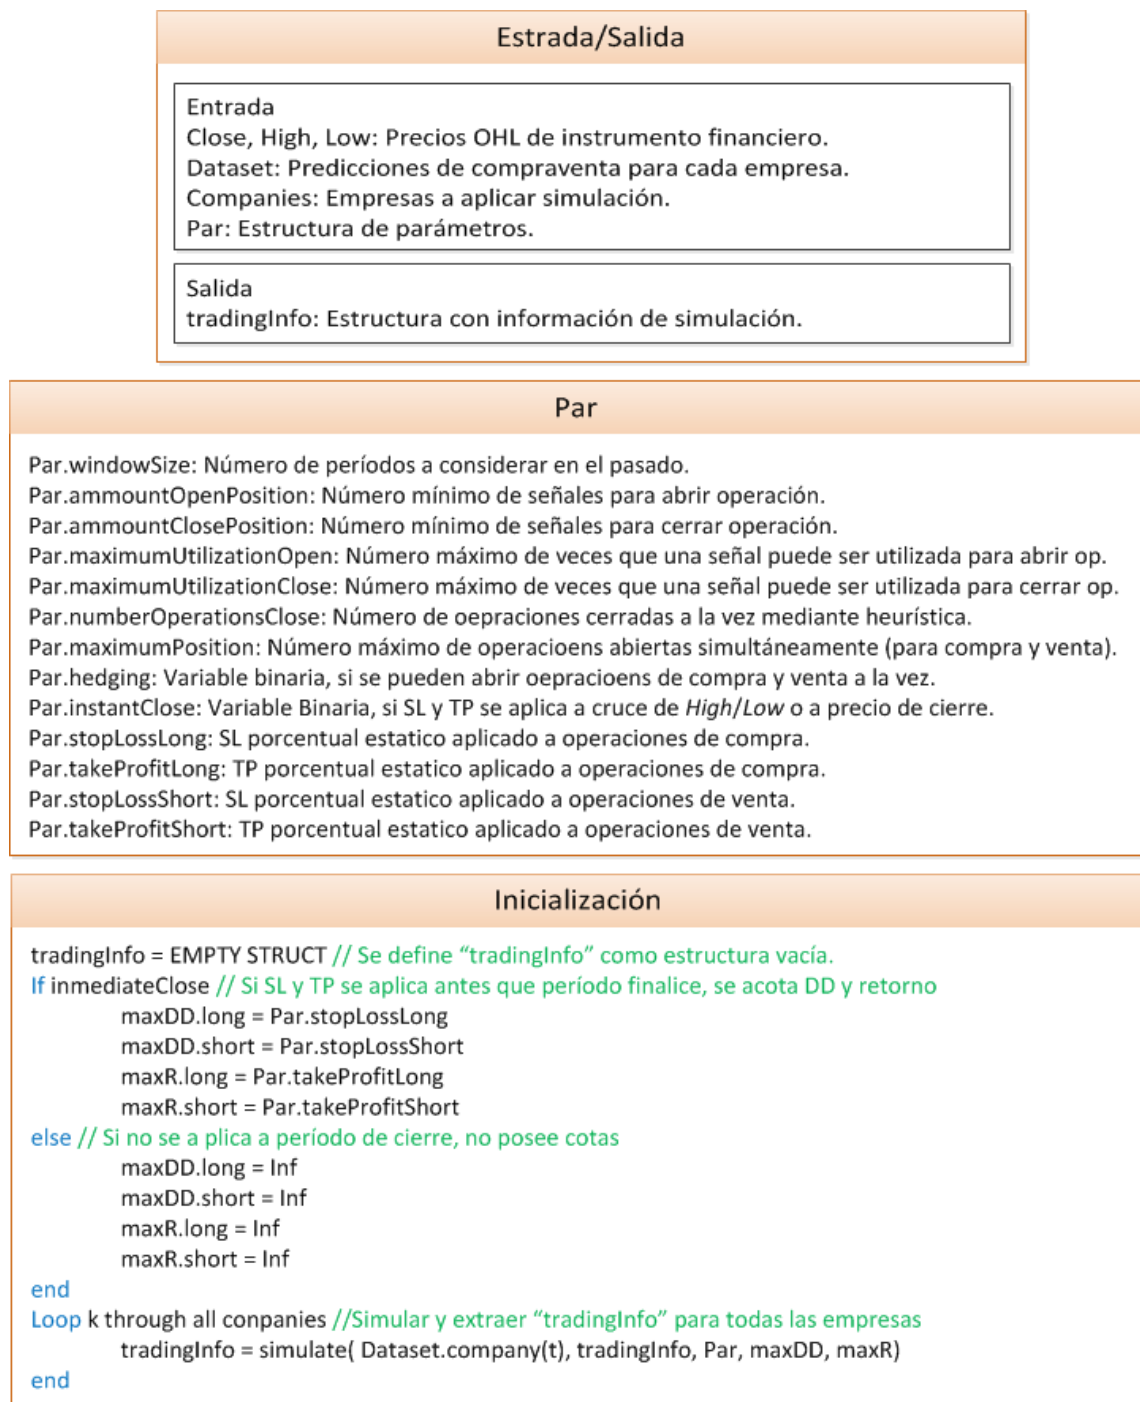 Estrada/Salida
Entrada
Close, High, Low: Precios OHL de instrumento financiero.
Dataset: Predicciones de compraventa para cada empresa.
Companies: Empresas a aplicar simulación.
Par: Estructura de parámetros.
Salida
tradingInfo: Estructura con información de simulación.
Par
Par.windowSize: Número de períodos a considerar en el pasado.
Par.ammountOpenPosition: Número mínimo de señales para abrir operación.
Par.ammountClosePosition: Número mínimo de señales para cerrar operación.
Par.maximumUtilizationOpen: Número máximo de veces que una señal puede ser utilizada para abrir op.
Par.maximumUtilizationClose: Número máximo de veces que una señal puede ser utilizada para cerrar op.
Par.numberOperationsClose: Número de oepraciones cerradas a la vez mediante heurística.
Par.maximumPosition: Número máximo de operacioens abiertas simultáneamente (para compra y venta).
Par.hedging: Variable binaria, si se pueden abrir oepracioens de compra y venta a la vez.
Par.instantClose: Variable Binaria, si SL y TP se aplica a cruce de High/Low o a precio de cierre.
Par.stopLossLong: SL porcentual estatico aplicado a operaciones de compra.
Par.takeProfitLong: TP porcentual estatico aplicado a operaciones de compra.
Par.stopLossShort: SL porcentual estatico aplicado a operaciones de venta.
Par.takeProfitShort: TP porcentual estatico aplicado a operaciones de venta.
Inicialización
tradingInfo = EMPTY STRUCT // Se define “tradingInfo” como estructura vacía.
If inmediateClose // Si SL y TP se aplica antes que período finalice, se acota DD y retorno
maxDD.long = Par.stopLossLong
maxDD.short = Par.stopLossShort
maxR.long = Par.takeProfitLong
maxR.short = Par.takeProfitShort
else // Si no se a plica a período de cierre, no posee cotas
maxDD.long = Inf
maxDD.short = Inf
maxR.long = Inf
maxR.short = Inf
end
Loop k through all conpanies //Simular y extraer “tradingInfo” para todas las empresas
tradingInfo = simulate( Dataset.company(t), tradingInfo, Par, maxDD, maxR)
end